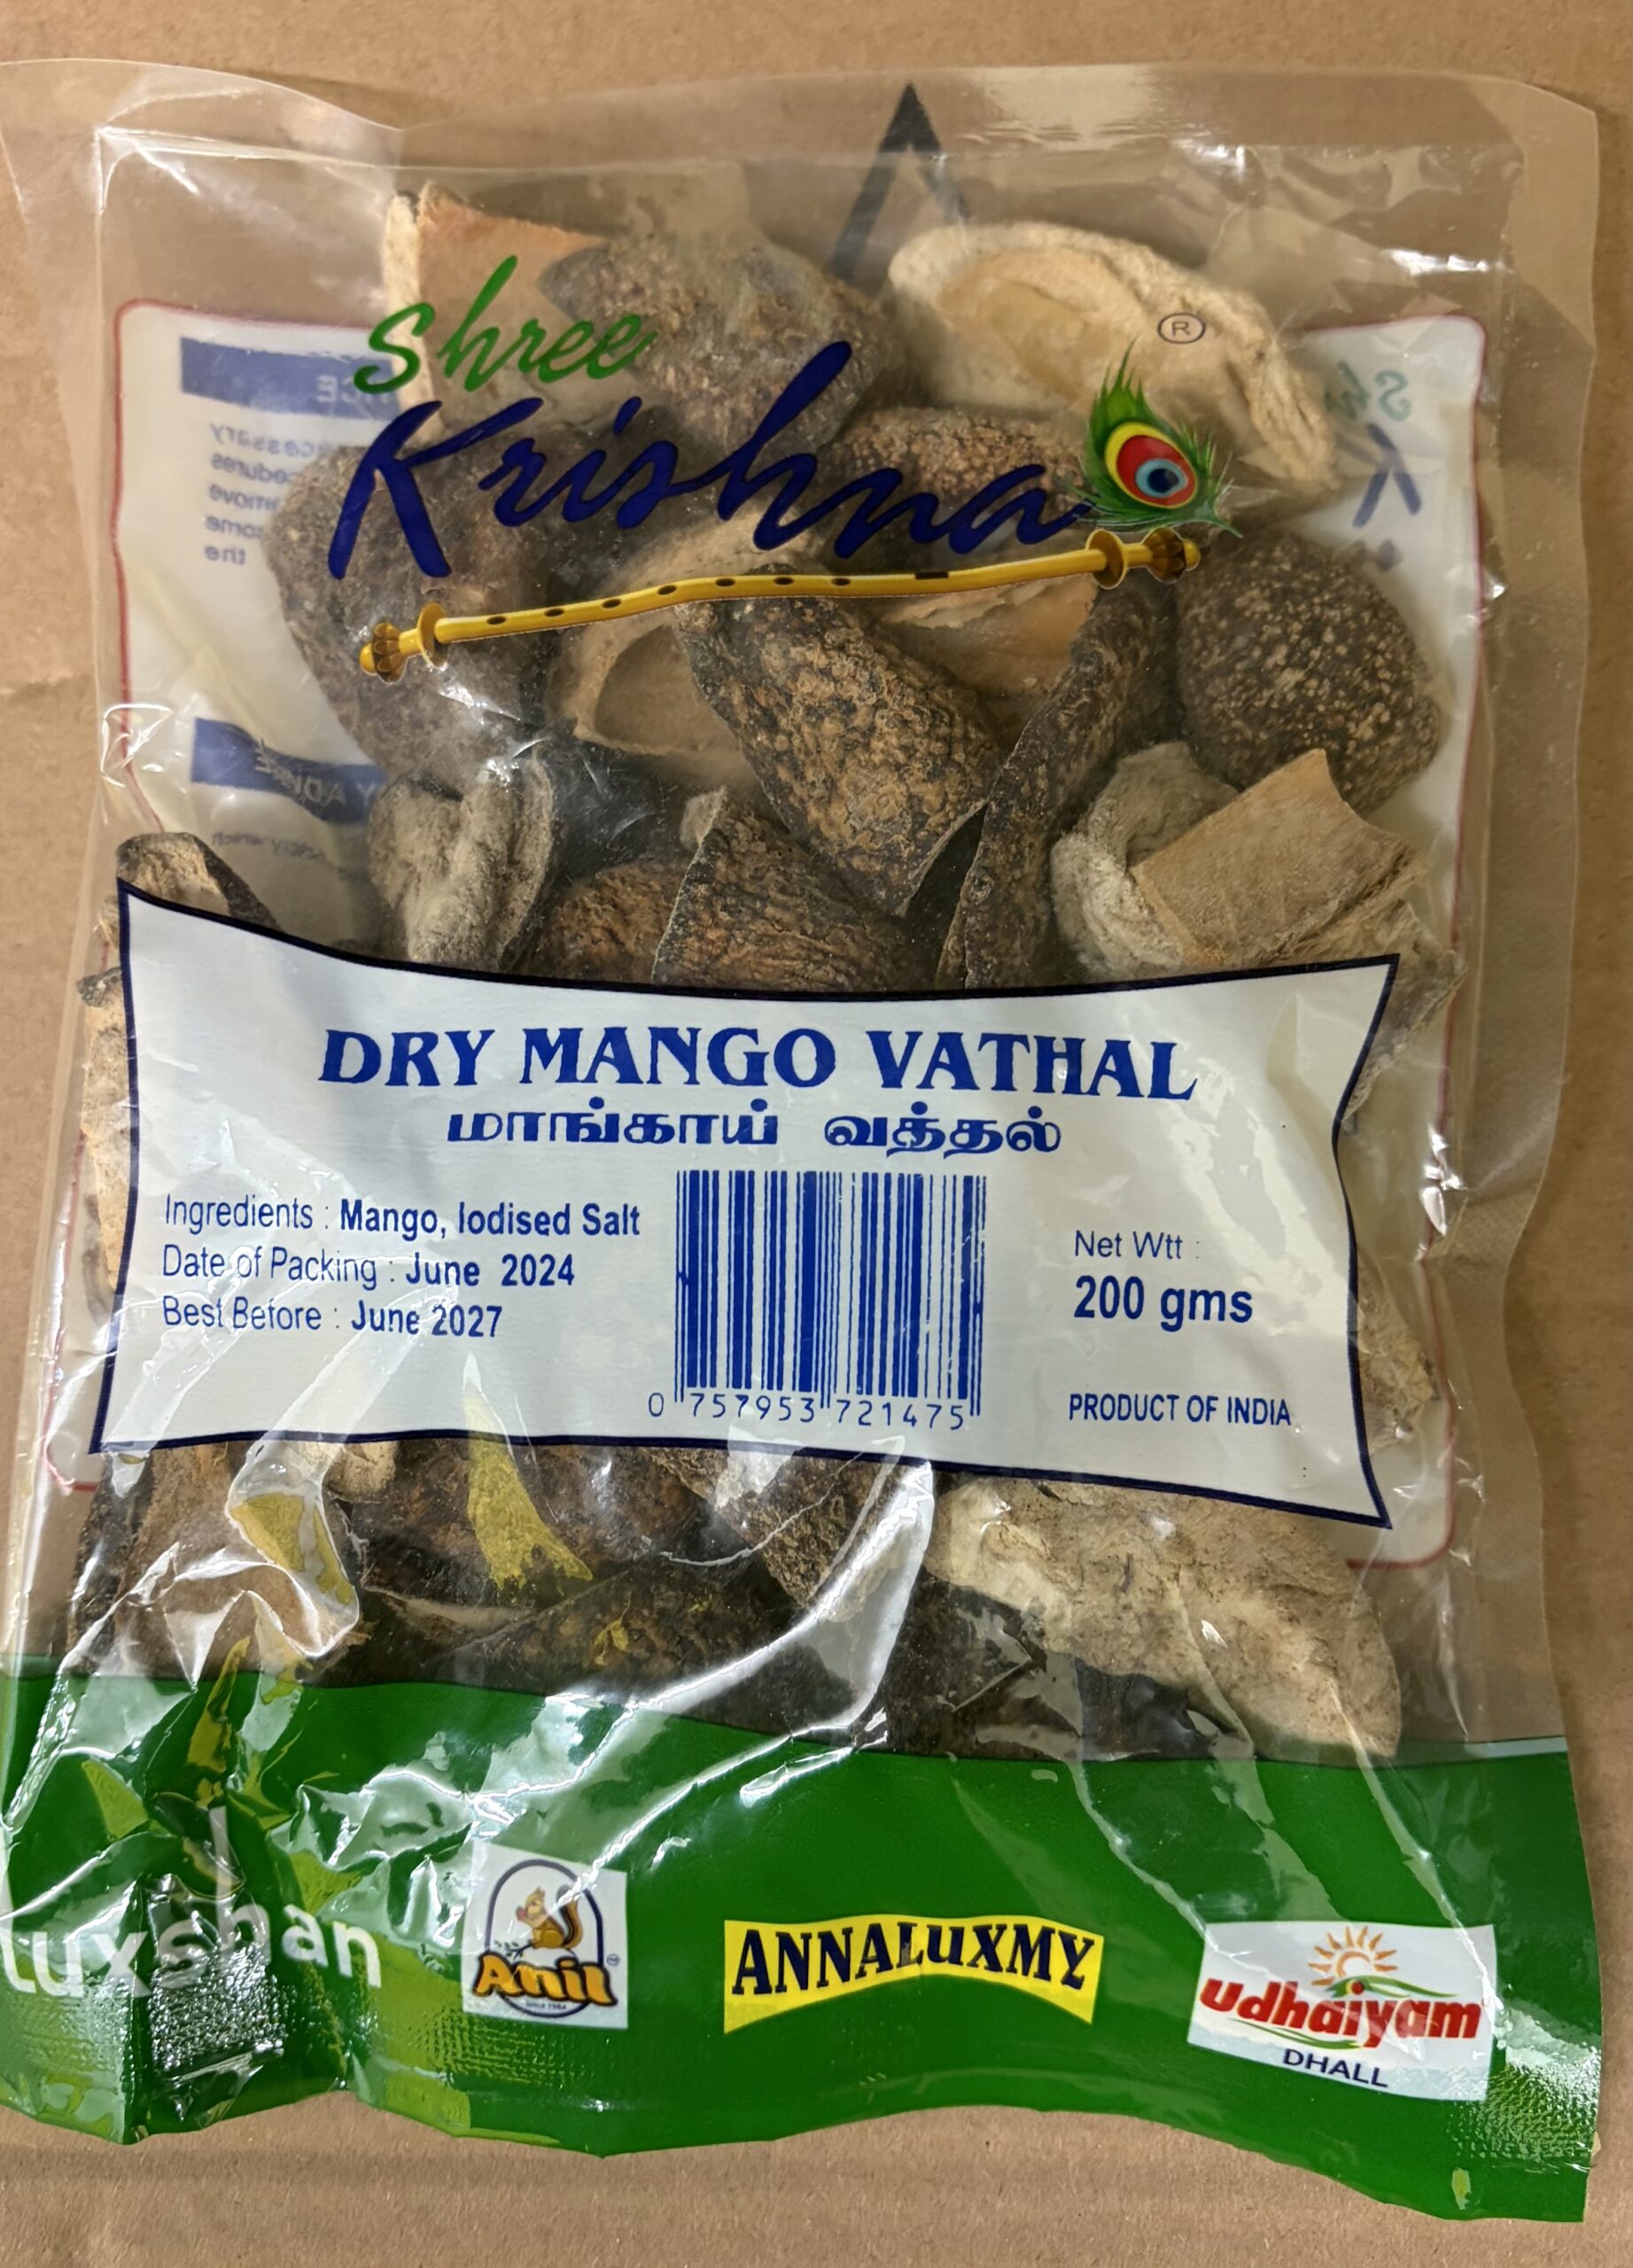 Shree
Krishna ®
DRY MANGO VATHAL
மாங்காய் வத்தல்
Ingredients : Mango, Iodised Salt
Date of Packing : June 2024
Best Before : June 2027
0 757953 721475
Net Wtt :
200 gms
PRODUCT OF INDIA
Luxshan
Anil
ANNALUXMY
Udhaiyam
DHALL